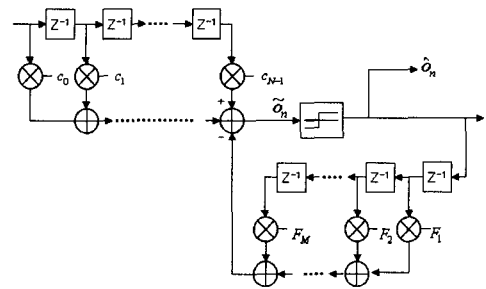 Z⁻¹ Z⁻¹ ..... Z⁻¹
c₀ c₁ c_{N-1}
+ õₙ ôₙ
-
Z⁻¹ ..... Z⁻¹ Z⁻¹
F_M F₂ F₁